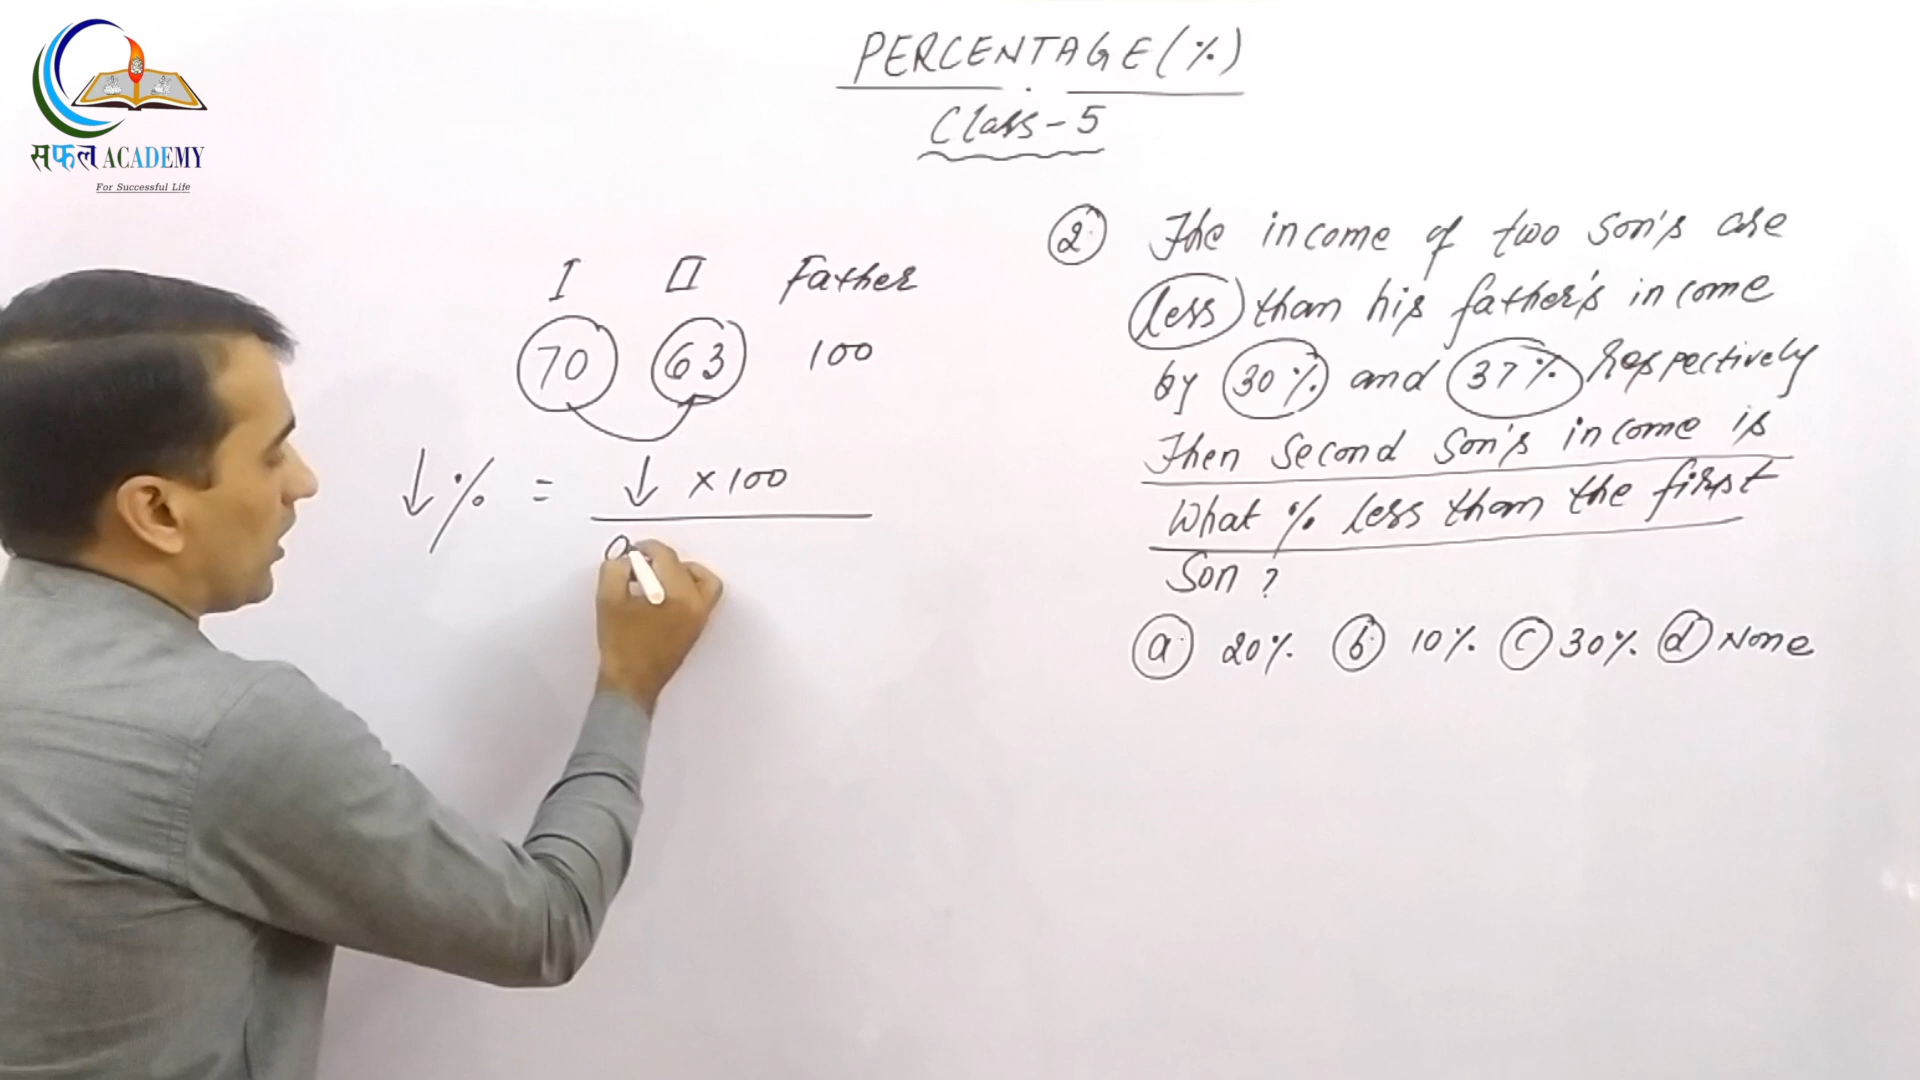 सफल ACADEMY
For Successful Life
PERCENTAGE (%)
Class - 5
I II Father
70 63 100
↓% = ↓ × 100
② The income of two Son's are
less than his father's income
by 30% and 37% respectively
Then Second Son's income is
What % less than the first
Son ?
ⓐ 20% ⓑ 10% ⓒ 30% ⓓ None